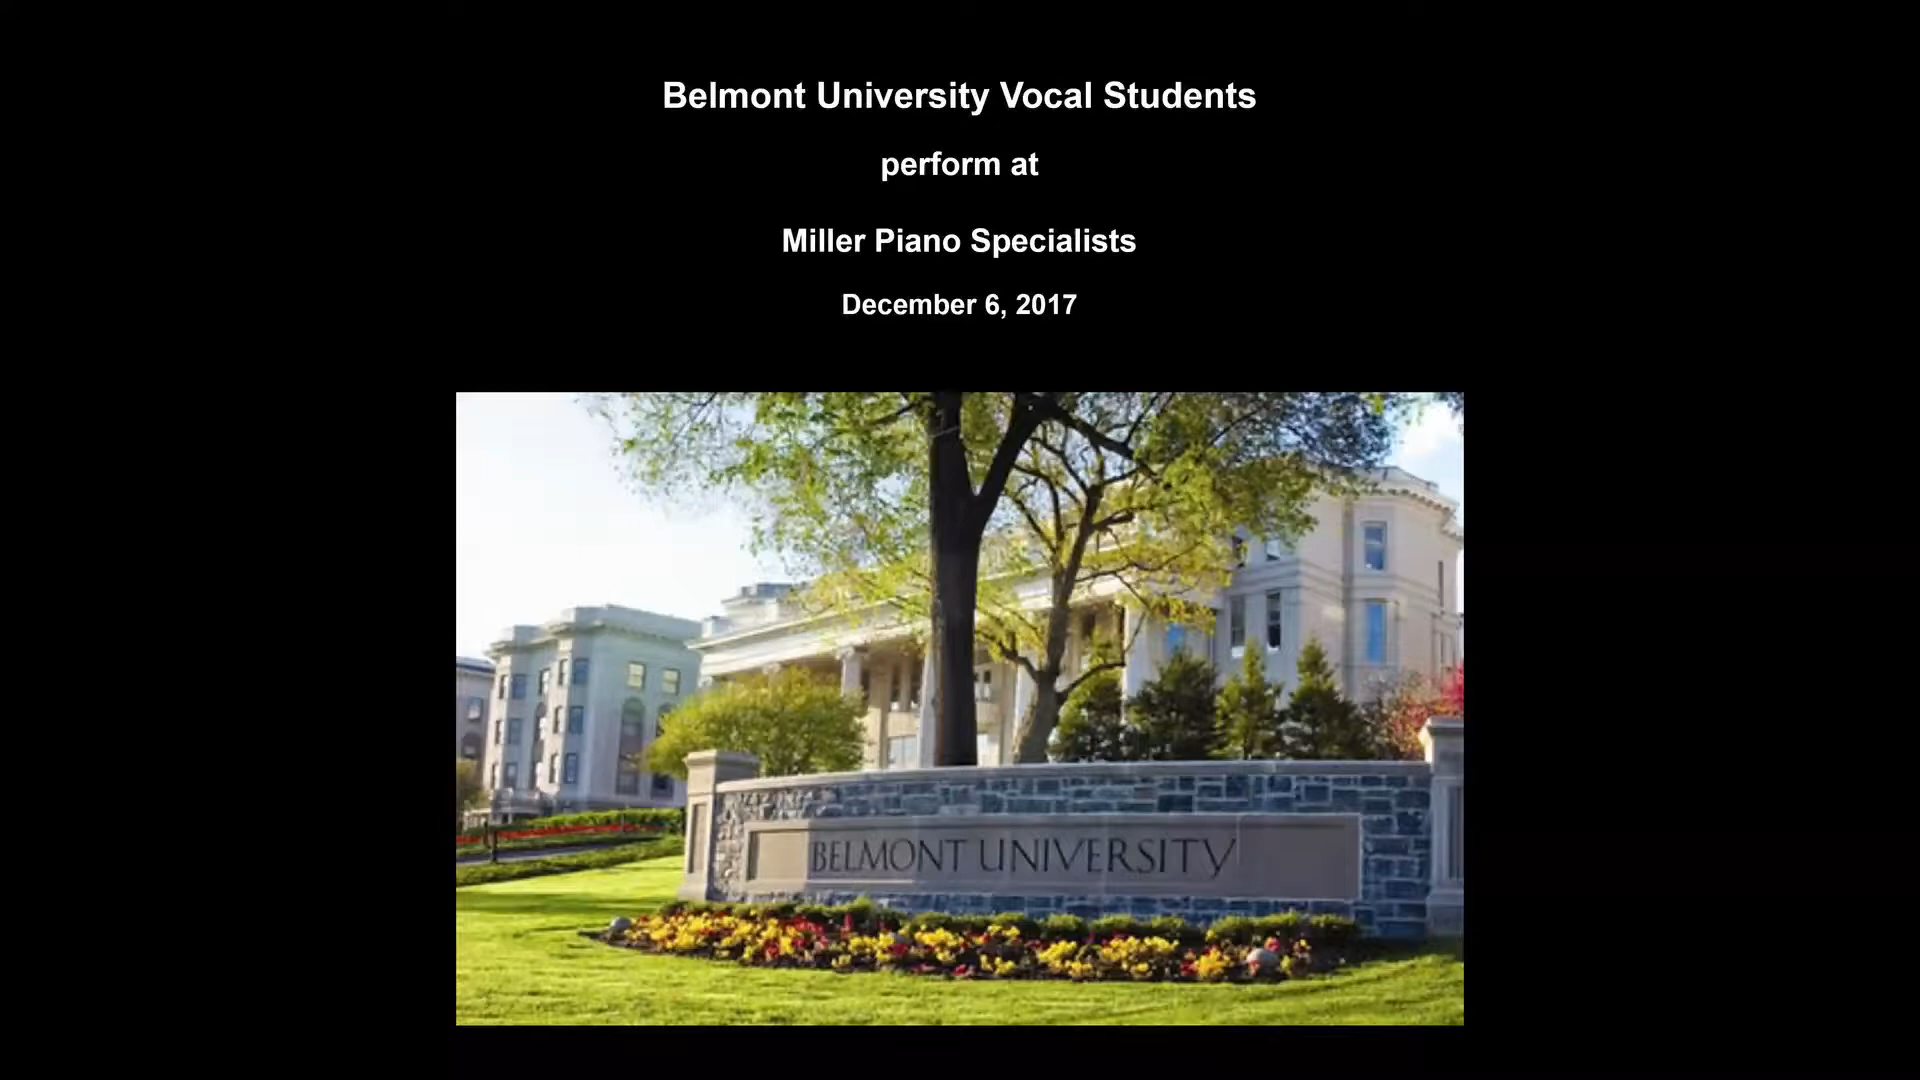 Belmont University Vocal Students
perform at
Miller Piano Specialists
December 6, 2017
BELMONT UNIVERSITY